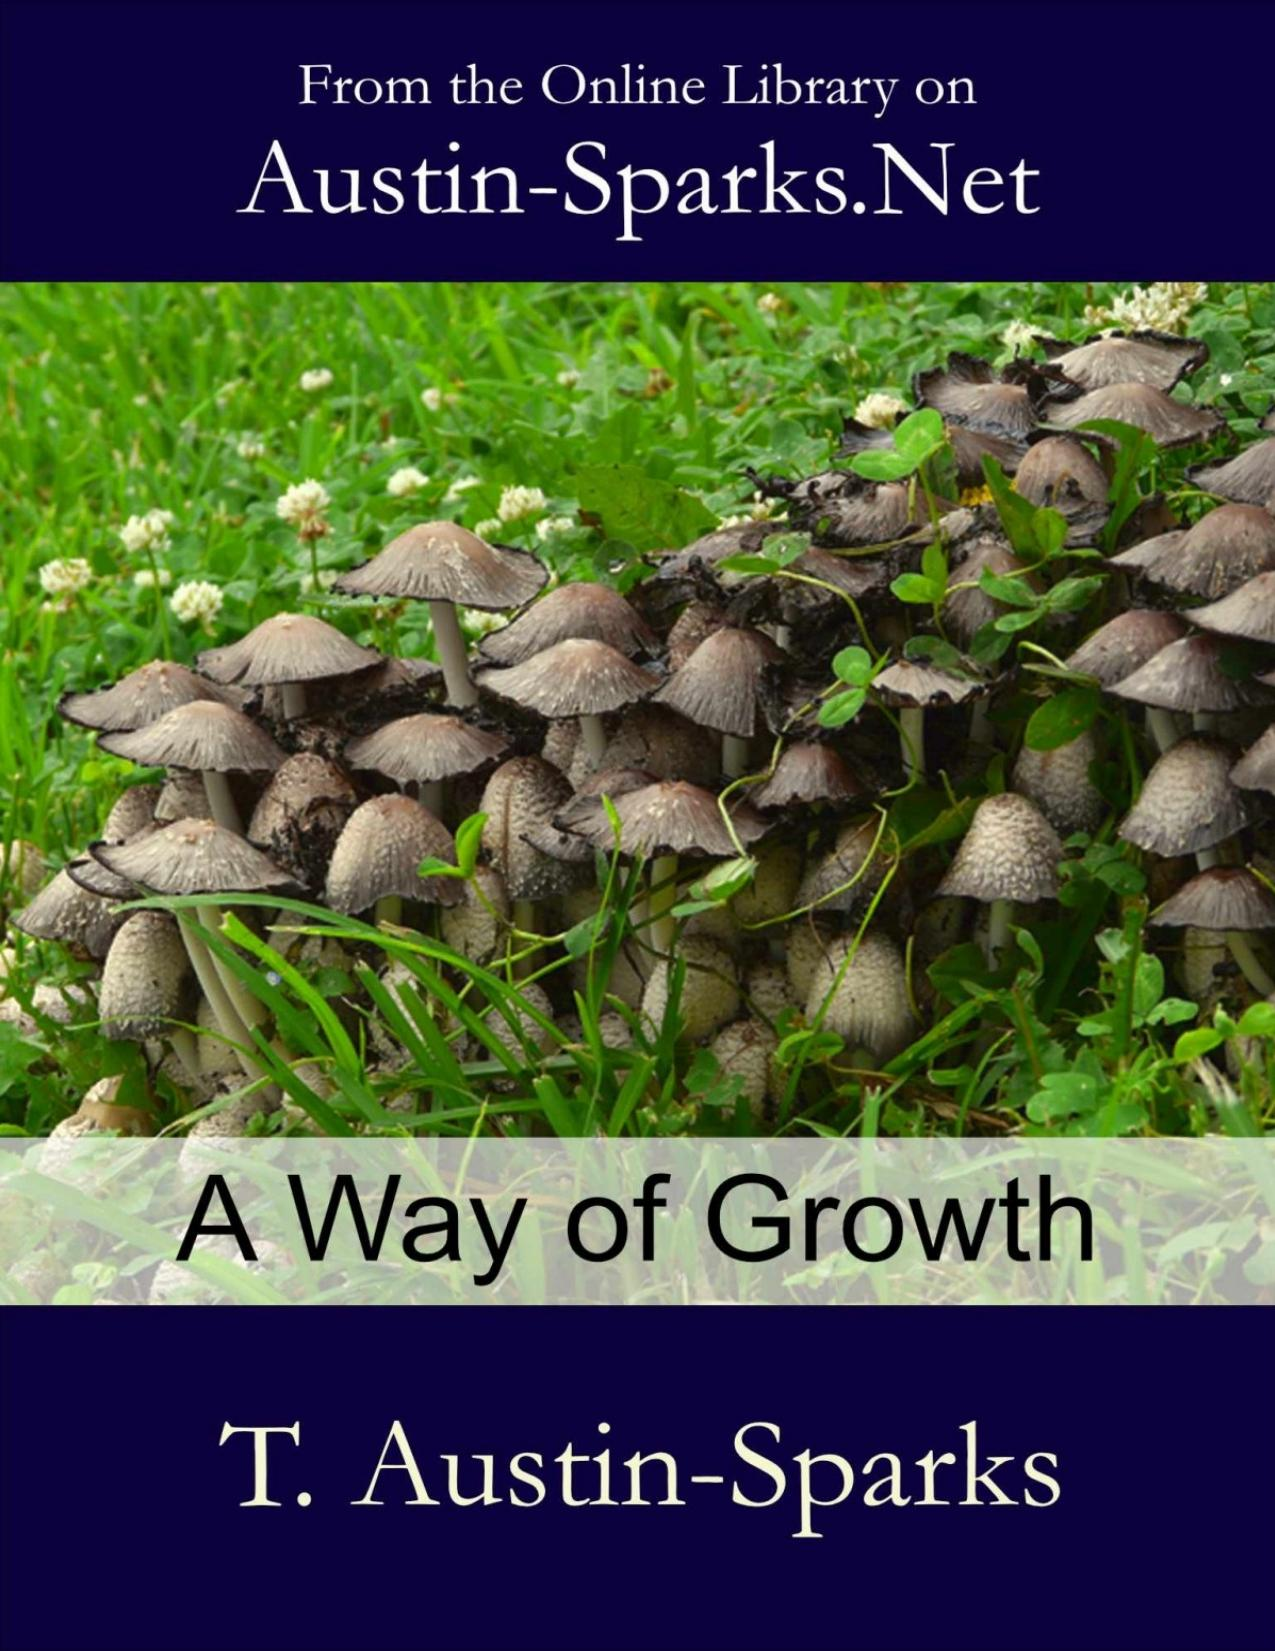 From the Online Library on
Austin-Sparks.Net
A Way of Growth
T. Austin-Sparks